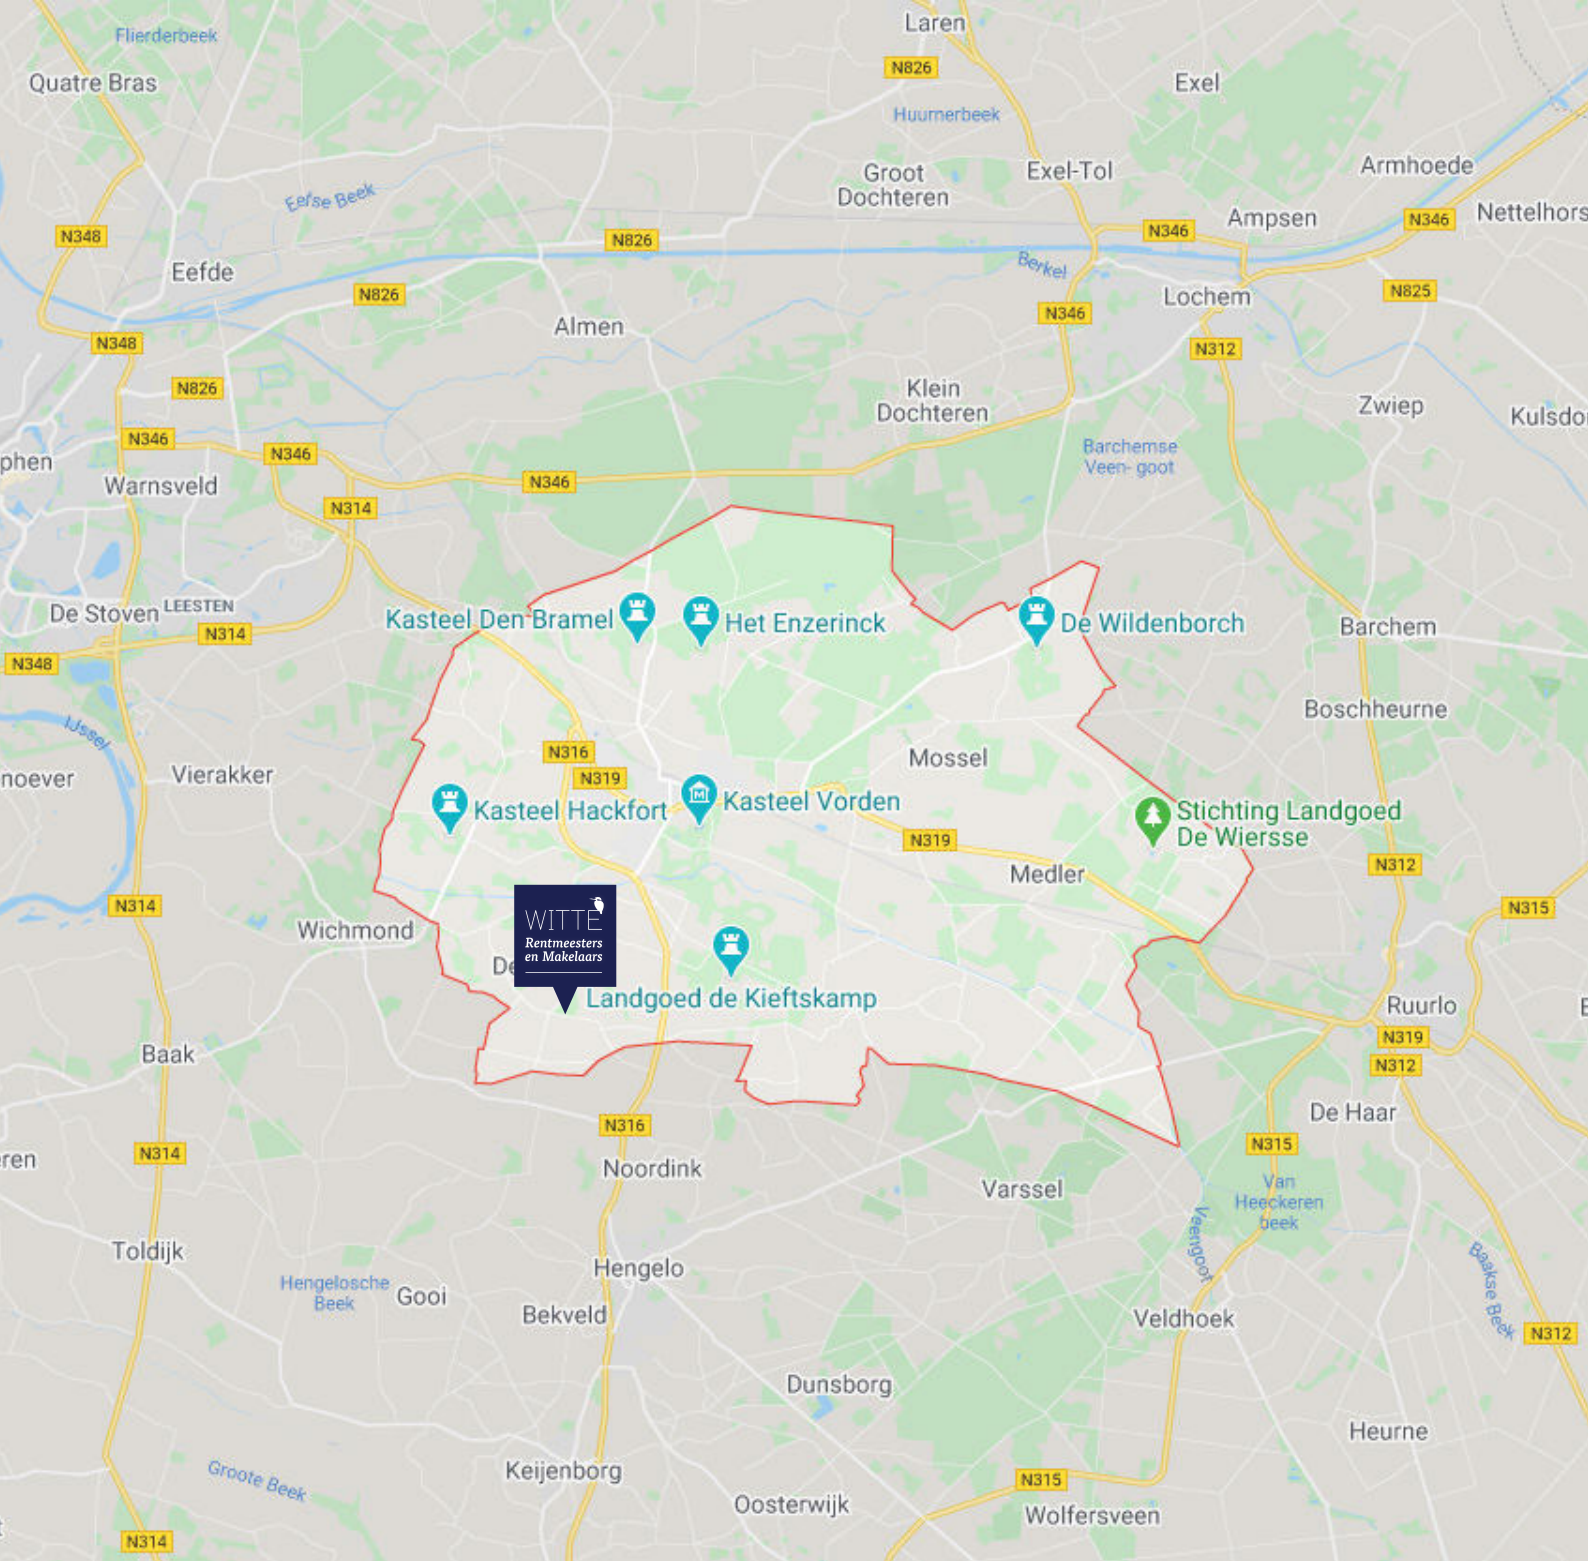 Laren
Flierderbeek
Quatre Bras
N826
Exel
Huurnerbeek
Groot
Dochteren
Exel-Tol
Armhoede
Eefse Beek
N348
N826
N346
Ampsen
N346
Nettelhors
Eefde
Berkel
N826
Lochem
N825
N346
Almen
N348
N312
N826
Klein
Dochteren
Zwiep
Kulsdo
N346
N346
Barchemse
Veen- goot
phen
Warnsveld
N346
N314
De Stoven
LEESTEN
Kasteel Den Bramel
Het Enzerinck
De Wildenborch
Barchem
N314
N348
IJssel
Boschheurne
N316
Mossel
noever
Vierakker
N319
Kasteel Hackfort
Kasteel Vorden
Stichting Landgoed
De Wiersse
N319
N312
Medler
N314
N315
WITTE
Rentmeesters
en Makelaars
Wichmond
De
Landgoed de Kieftskamp
Ruurlo
N319
Baak
N312
De Haar
N316
N315
N314
ren
Noordink
Varssel
Van
Heeckeren
beek
Veengoot
Toldijk
Baakse Beek
Hengelo
Hengelosche
Beek
Gooi
Bekveld
Veldhoek
N312
Dunsborg
Heurne
Keijenborg
Groote Beek
N315
Oosterwijk
Wolfersveen
N314